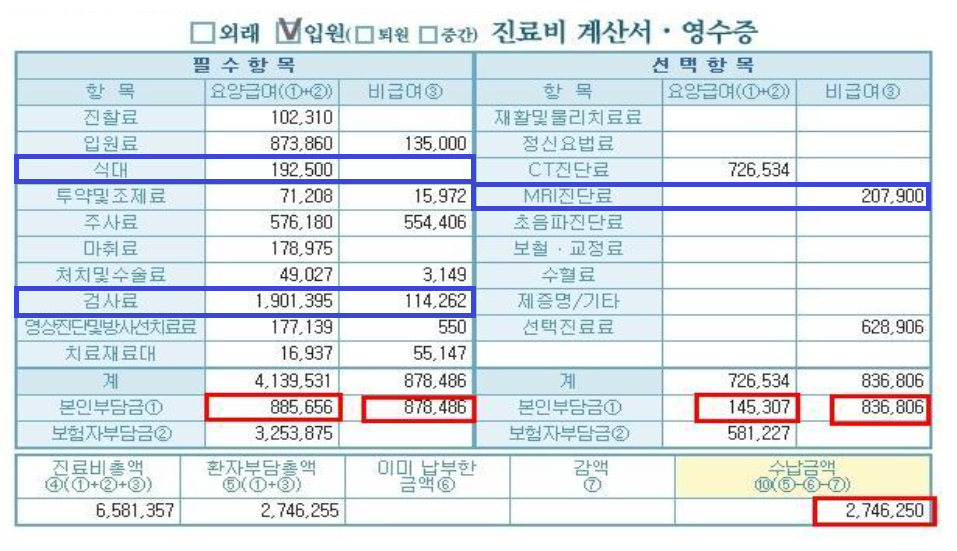 □외래 ☑입원(□퇴원 □중간) 진료비 계산서 · 영수증
필 수 항 목 선 택 항 목
항 목 요양급여(①+②) 비급여③ 항 목 요양급여(①+②) 비급여③
진찰료 102,310 재활및물리치료료
입원료 873,860 135,000 정신요법료
식대 192,500 CT진단료 726,534
투약및조제료 71,208 15,972 MRI진단료 207,900
주사료 576,180 554,406 초음파진단료
마취료 178,975 보철 · 교정료
처치및수술료 49,027 3,149 수혈료
검사료 1,901,395 114,262 제증명/기타
영상진단및방사선치료료 177,139 550 선택진료료 628,906
치료재료대 16,937 55,147
계 4,139,531 878,486 계 726,534 836,806
본인부담금① 885,656 878,486 본인부담금① 145,307 836,806
보험자부담금② 3,253,875 보험자부담금② 581,227
진료비총액 환자부담총액 이미 납부한 감액 수납금액
④(①+②+③) ⑤(①+③) 금액⑥ ⑦ ⑩(⑤-⑥-⑦)
6,581,357 2,746,255 2,746,250